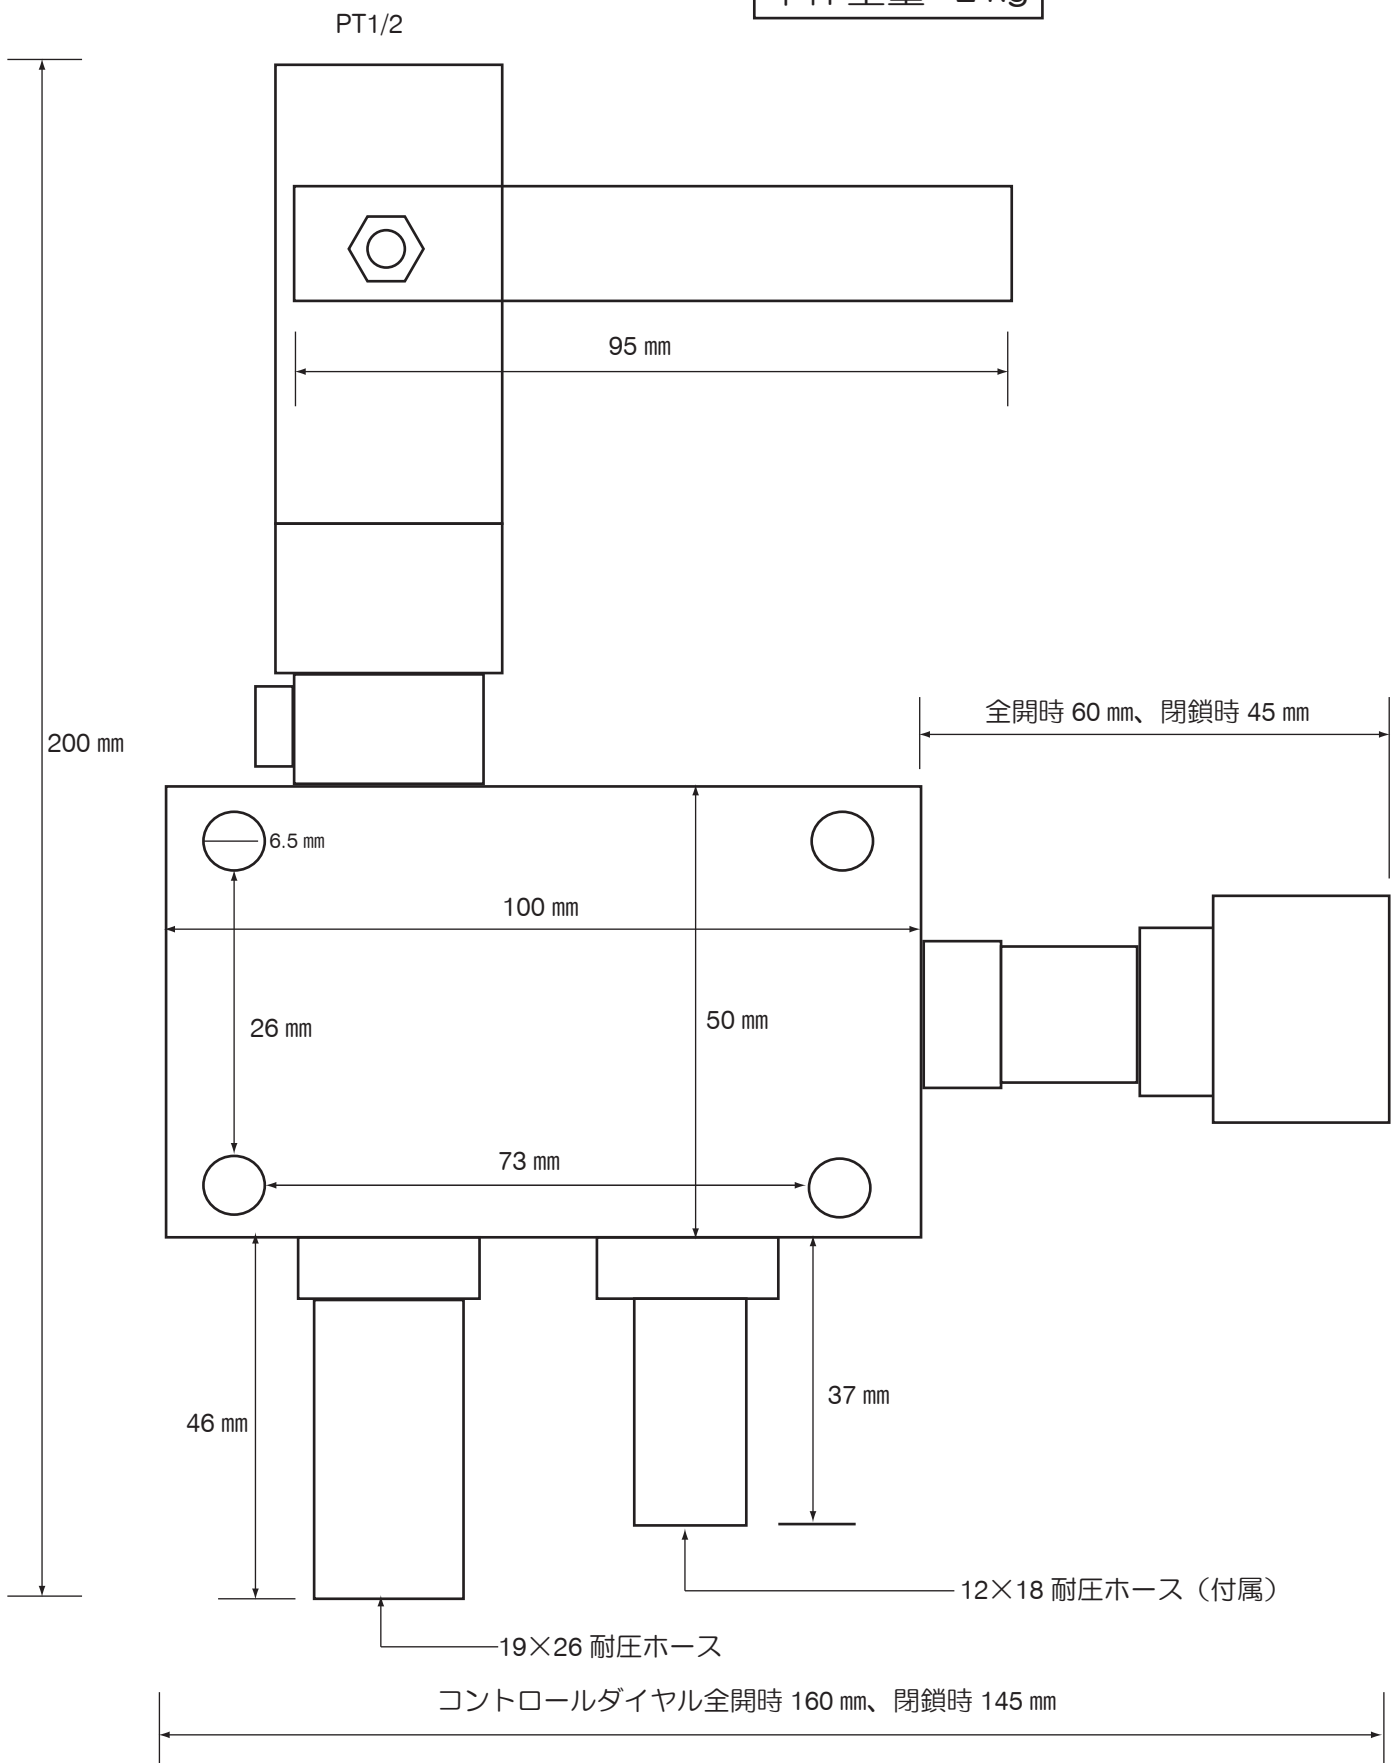 PT1/2
95 ㎜
全開時 60 ㎜、閉鎖時 45 ㎜
200 ㎜
6.5 ㎜
100 ㎜
26 ㎜
50 ㎜
73 ㎜
37 ㎜
46 ㎜
12×18 耐圧ホース（付属）
19×26 耐圧ホース
コントロールダイヤル全開時 160 ㎜、閉鎖時 145 ㎜